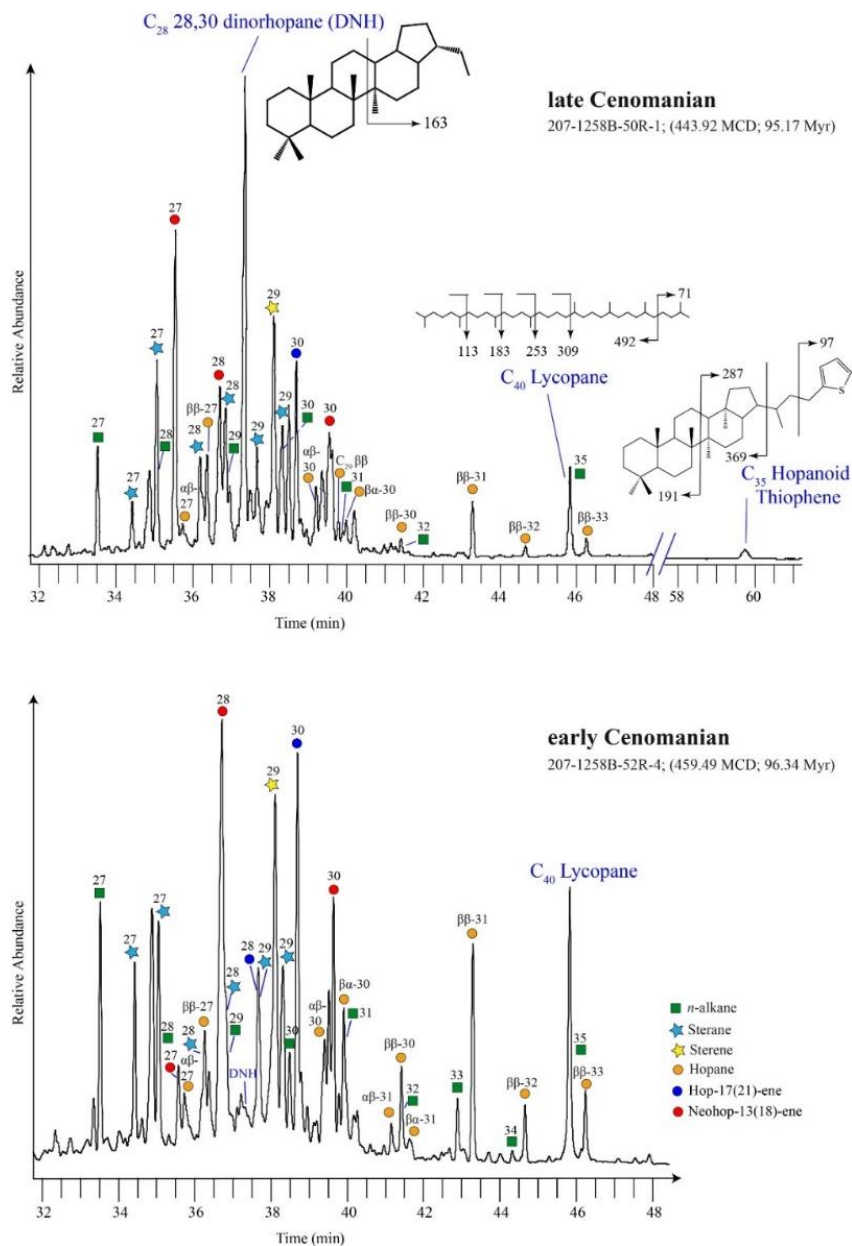 C28 28,30 dinorhopane (DNH)
163
late Cenomanian
207-1258B-50R-1; (443.92 MCD; 95.17 Myr)
Relative Abundance
27
27
27
28
αβ-
27
27
28
ββ-27
28
28
29
29
29
29
30
30
αβ-
30
30
C29 ββ
31
βα-30
ββ-30
32
ββ-31
ββ-32
35
ββ-33
71
113
183
253
309
492
C40 Lycopane
97
287
S
369
191
C35 Hopanoid
Thiophene
32
34
36
38
40
42
44
46
48
58
60
Time (min)
early Cenomanian
207-1258B-52R-4; (459.49 MCD, 96.34 Myr)
Relative Abundance
27
27
27
28
27
28
αβ-
27
ββ-27
28
28
29
DNH
28
29
29
29
30
30
αβ-
30
30
βα-30
31
αβ-31
ββ-30
32
βα-31
33
ββ-31
34
ββ-32
C40 Lycopane
35
ββ-33
n-alkane
Sterane
Sterene
Hopane
Hop-17(21)-ene
Neohop-13(18)-ene
32
34
36
38
40
42
44
46
48
Time (min)